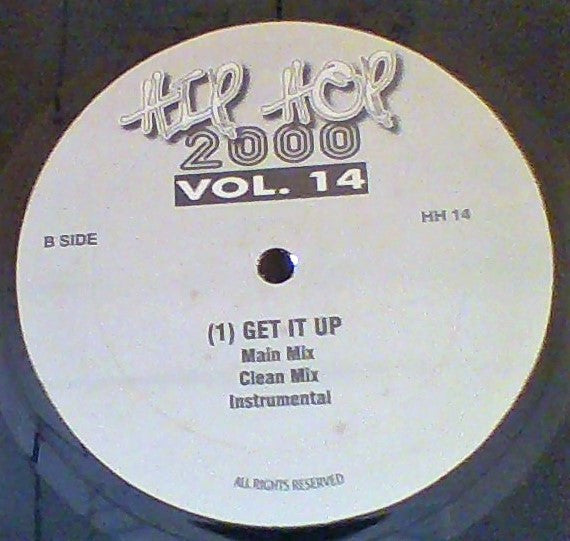 HIP HOP
2000
VOL. 14
B SIDE
HH 14
(1) GET IT UP
Main Mix
Clean Mix
Instrumental
ALL RIGHTS RESERVED